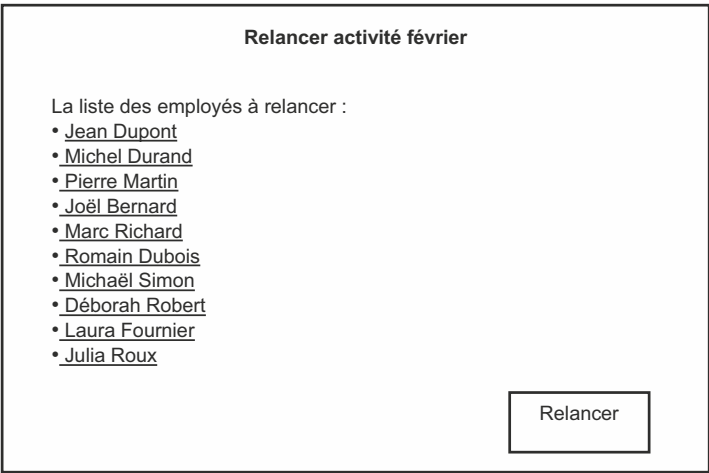 Relancer activité février
La liste des employés à relancer :
• Jean Dupont
• Michel Durand
• Pierre Martin
• Joël Bernard
• Marc Richard
• Romain Dubois
• Michaël Simon
• Déborah Robert
• Laura Fournier
• Julia Roux
Relancer